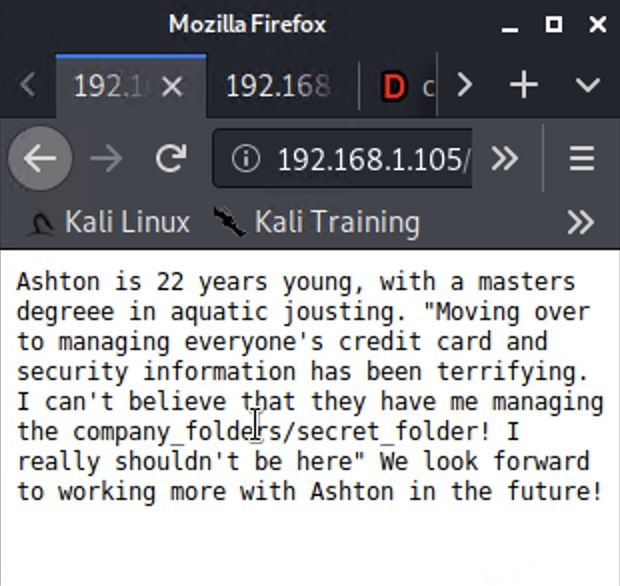 Mozilla Firefox
192.1
192.168
D c
192.168.1.105/
Kali Linux
Kali Training
Ashton is 22 years young, with a masters
degreee in aquatic jousting. "Moving over
to managing everyone's credit card and
security information has been terrifying.
I can't believe that they have me managing
the company_folders/secret_folder! I
really shouldn't be here" We look forward
to working more with Ashton in the future!